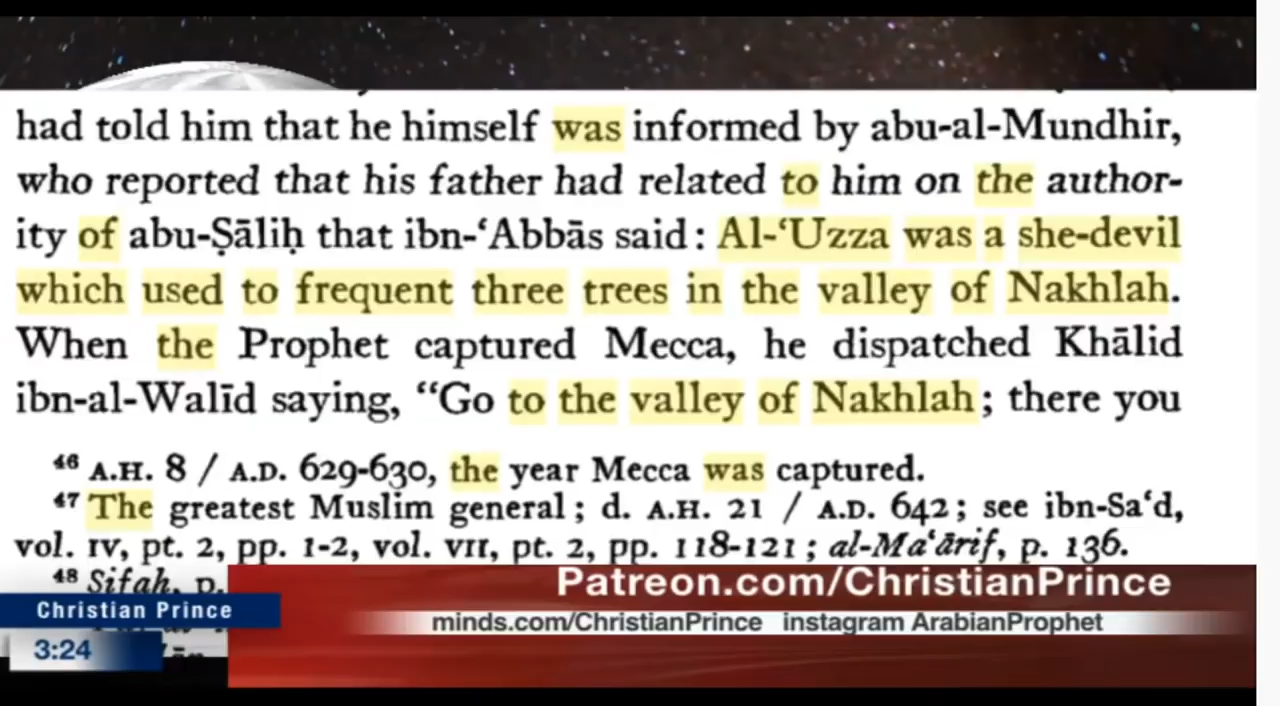 had told him that he himself was informed by abu-al-Mundhir,
who reported that his father had related to him on the author-
ity of abu-Ṣāliḥ that ibn-‘Abbās said: Al-‘Uzza was a she-devil
which used to frequent three trees in the valley of Nakhlah.
When the Prophet captured Mecca, he dispatched Khālid
ibn-al-Walīd saying, “Go to the valley of Nakhlah; there you
46 A.H. 8 / A.D. 629-630, the year Mecca was captured.
47 The greatest Muslim general; d. A.H. 21 / A.D. 642; see ibn-Sa‘d,
vol. IV, pt. 2, pp. 1-2, vol. VII, pt. 2, pp. 118-121; al-Ma‘ārif, p. 136.
48 Ṣifah, p.
Patreon.com/ChristianPrince
Christian Prince
minds.com/ChristianPrince instagram ArabianProphet
3:24